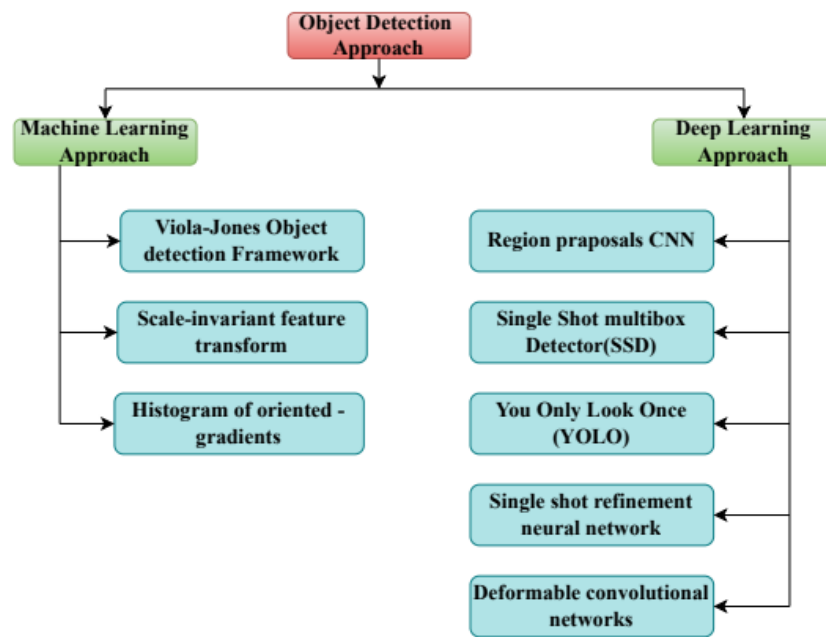 Object Detection
Approach
Machine Learning
Approach
Deep Learning
Approach
Viola-Jones Object
detection Framework
Scale-invariant feature
transform
Histogram of oriented -
gradients
Region praposals CNN
Single Shot multibox
Detector(SSD)
You Only Look Once
(YOLO)
Single shot refinement
neural network
Deformable convolutional
networks